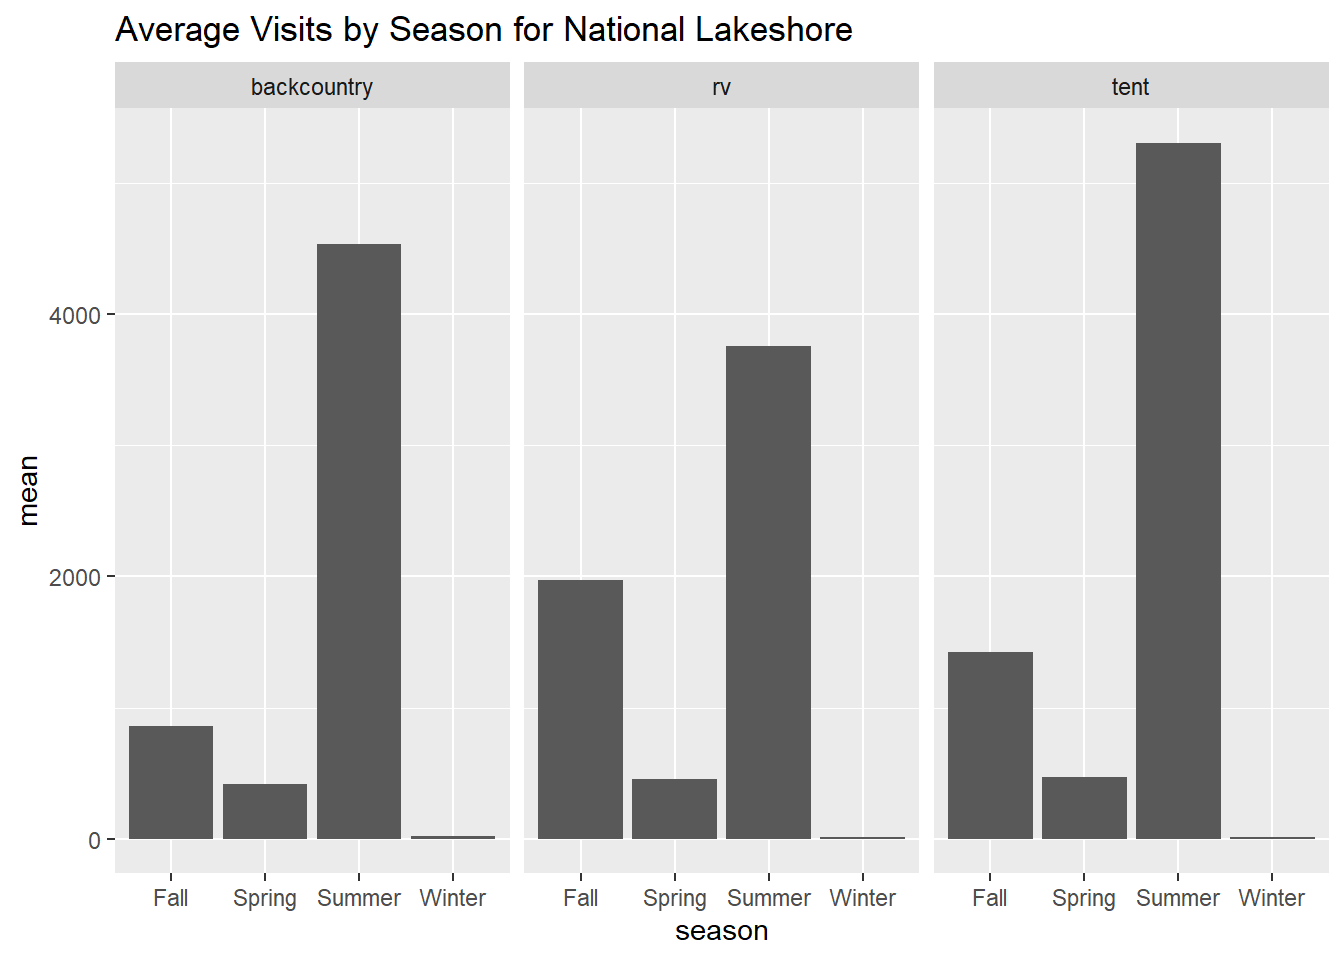 Average Visits by Season for National Lakeshore
backcountry rv tent
4000
2000
0
mean
Fall Spring Summer Winter Fall Spring Summer Winter Fall Spring Summer Winter
season